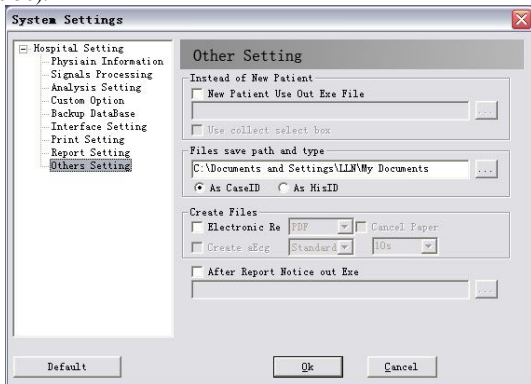 System Settings
Hospital Setting
Physiain Information
Signals Processing
Analysis Setting
Custom Option
Backup DataBase
Interface Setting
Print Setting
Report Setting
Others Setting
Other Setting
Instead of New Patient
New Patient Use Out Exe File
...
Use collect select box
Files save path and type
C:\Documents and Settings\LLN\My Documents ...
As CaseID As HisID
Create Files
Electronic Re PDF Cancel Paper
Create aEcg Standard 10s
After Report Notice out Exe
...
Default Ok Cancel